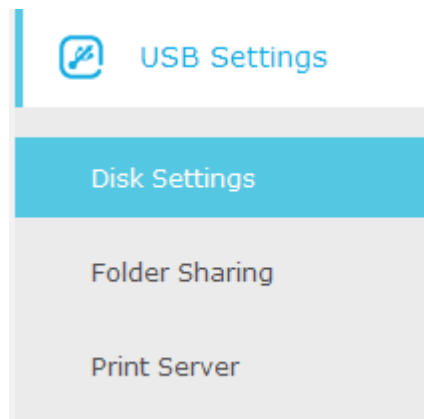 USB Settings
Disk Settings
Folder Sharing
Print Server